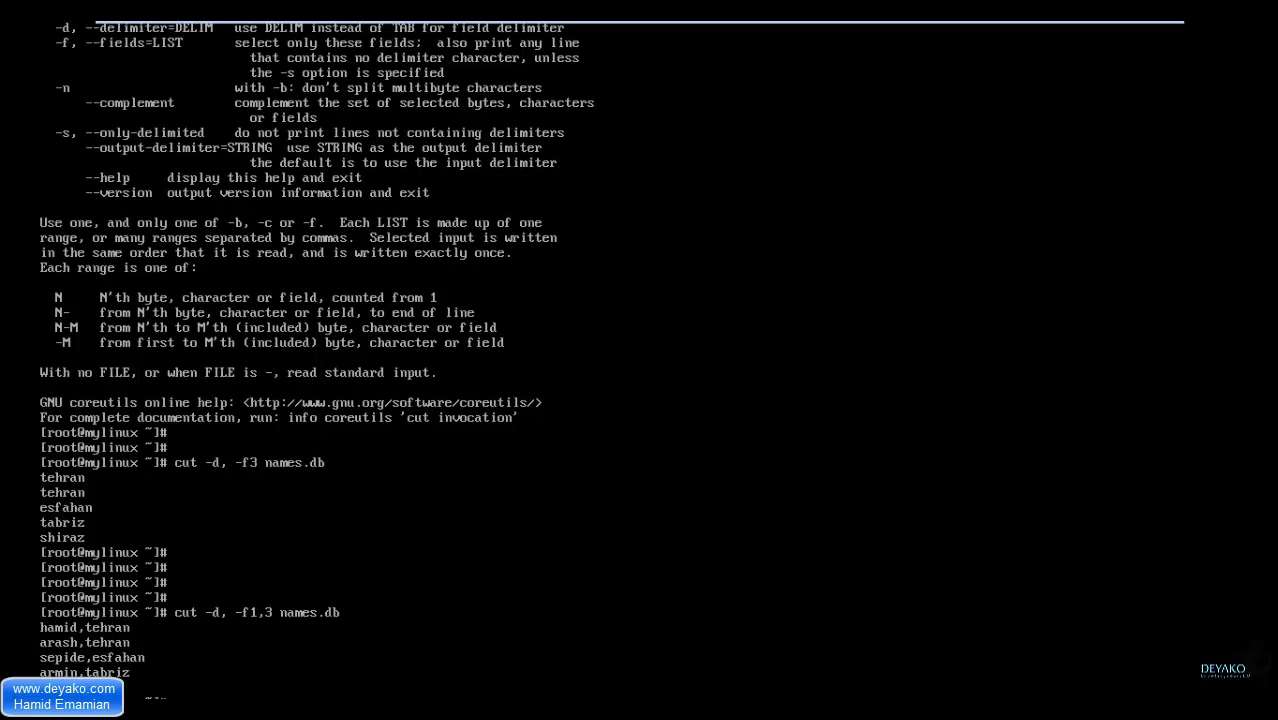 -d, --delimiter=DELIM   use DELIM instead of TAB for field delimiter
-f, --fields=LIST       select only these fields;  also print any line
that contains no delimiter character, unless
the -s option is specified
-n                      with -b: don't split multibyte characters
--complement        complement the set of selected bytes, characters
or fields
-s, --only-delimited    do not print lines not containing delimiters
--output-delimiter=STRING  use STRING as the output delimiter
the default is to use the input delimiter
--help     display this help and exit
--version  output version information and exit
Use one, and only one of -b, -c or -f.  Each LIST is made up of one
range, or many ranges separated by commas.  Selected input is written
in the same order that it is read, and is written exactly once.
Each range is one of:
N     N'th byte, character or field, counted from 1
N-    from N'th byte, character or field, to end of line
N-M   from N'th to M'th (included) byte, character or field
-M    from first to M'th (included) byte, character or field
With no FILE, or when FILE is -, read standard input.
GNU coreutils online help: <http://www.gnu.org/software/coreutils/>
For complete documentation, run: info coreutils 'cut invocation'
[root@mylinux ~]#
[root@mylinux ~]#
[root@mylinux ~]# cut -d, -f3 names.db
tehran
tehran
esfahan
tabriz
shiraz
[root@mylinux ~]#
[root@mylinux ~]#
[root@mylinux ~]#
[root@mylinux ~]#
[root@mylinux ~]# cut -d, -f1,3 names.db
hamid,tehran
arash,tehran
sepide,esfahan
armin,tabriz
www.deyako.com
Hamid Emamian
DEYAKO